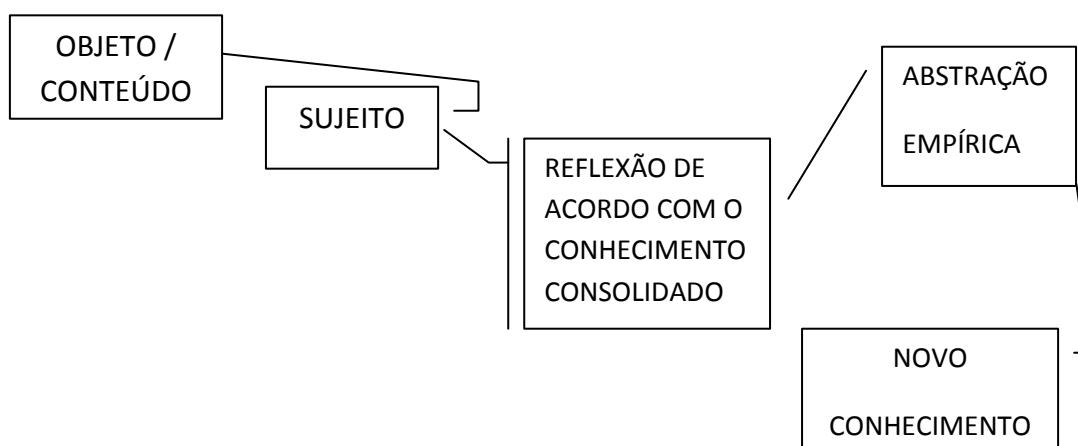 OBJETO /
CONTEÚDO
SUJEITO
REFLEXÃO DE
ACORDO COM O
CONHECIMENTO
CONSOLIDADO
ABSTRAÇÃO
EMPÍRICA
NOVO
CONHECIMENTO